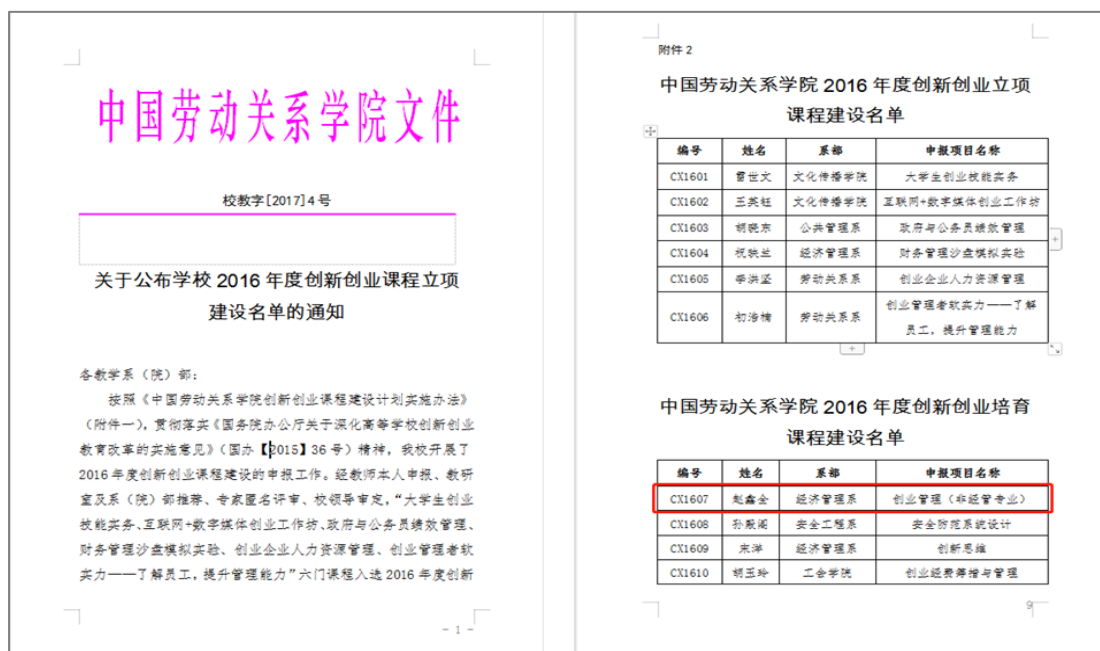 中国劳动关系学院文件
校教字[2017]4号
关于公布学校 2016 年度创新创业课程立项
建设名单的通知
各教学系（院）部：
按照《中国劳动关系学院创新创业课程建设计划实施办法》
（附件一），贯彻落实《国务院办公厅关于深化高等学校创新创业
教育改革的实施意见》（国办【2015】36 号）精神，我校开展了
2016 年度创新创业课程建设的申报工作。经教师本人申报、教研
室及系（院）部推荐、专家匿名评审、校领导审定，“大学生创业
技能实务、互联网+数字媒体创业工作坊、政府与公务员绩效管理、
财务管理沙盘模拟实验、创业企业人力资源管理、创业管理者软
实力——了解员工，提升管理能力”六门课程入选 2016 年度创新
- 1 -
附件 2
中国劳动关系学院 2016 年度创新创业立项
课程建设名单
编号 姓名 系部 申报项目名称
CX1601 曹世文 文化传播学院 大学生创业技能实务
CX1602 王英钰 文化传播学院 互联网+数字媒体创业工作坊
CX1603 胡晓东 公共管理系 政府与公务员绩效管理
CX1604 祝映兰 经济管理系 财务管理沙盘模拟实验
CX1605 李洪坚 劳动关系系 创业企业人力资源管理
CX1606 初浩楠 劳动关系系 创业管理者软实力——了解
员工，提升管理能力
中国劳动关系学院 2016 年度创新创业培育
课程建设名单
编号 姓名 系部 申报项目名称
CX1607 赵鑫全 经济管理系 创业管理（非经管专业）
CX1608 孙殿阁 安全工程系 安全防范系统设计
CX1609 宋洋 经济管理系 创新思维
CX1610 胡玉玲 工会学院 创业经费筹措与管理
9